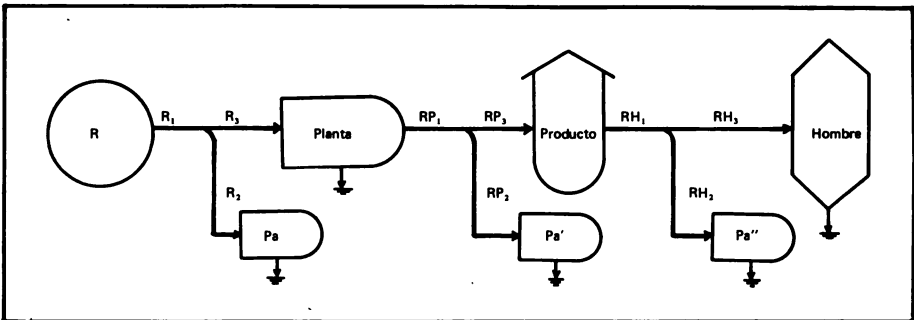 R
R₁
R₃
Planta
RP₁
RP₃
Producto
RH₁
RH₃
Hombre
R₂
RP₂
RH₂
Pa
Pa'
Pa''